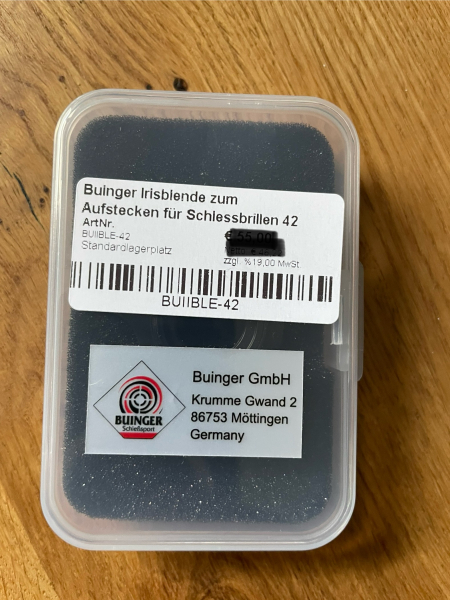 Buinger Irisblende zum
Aufstecken für Schlessbrillen 42
ArtNr.
BUIIBLE-42
Standardlagerplatz
zzgl. %19,00 MwSt
BUIIBLE-42
BUINGER
Schießsport
Buinger GmbH
Krumme Gwand 2
86753 Möttingen
Germany